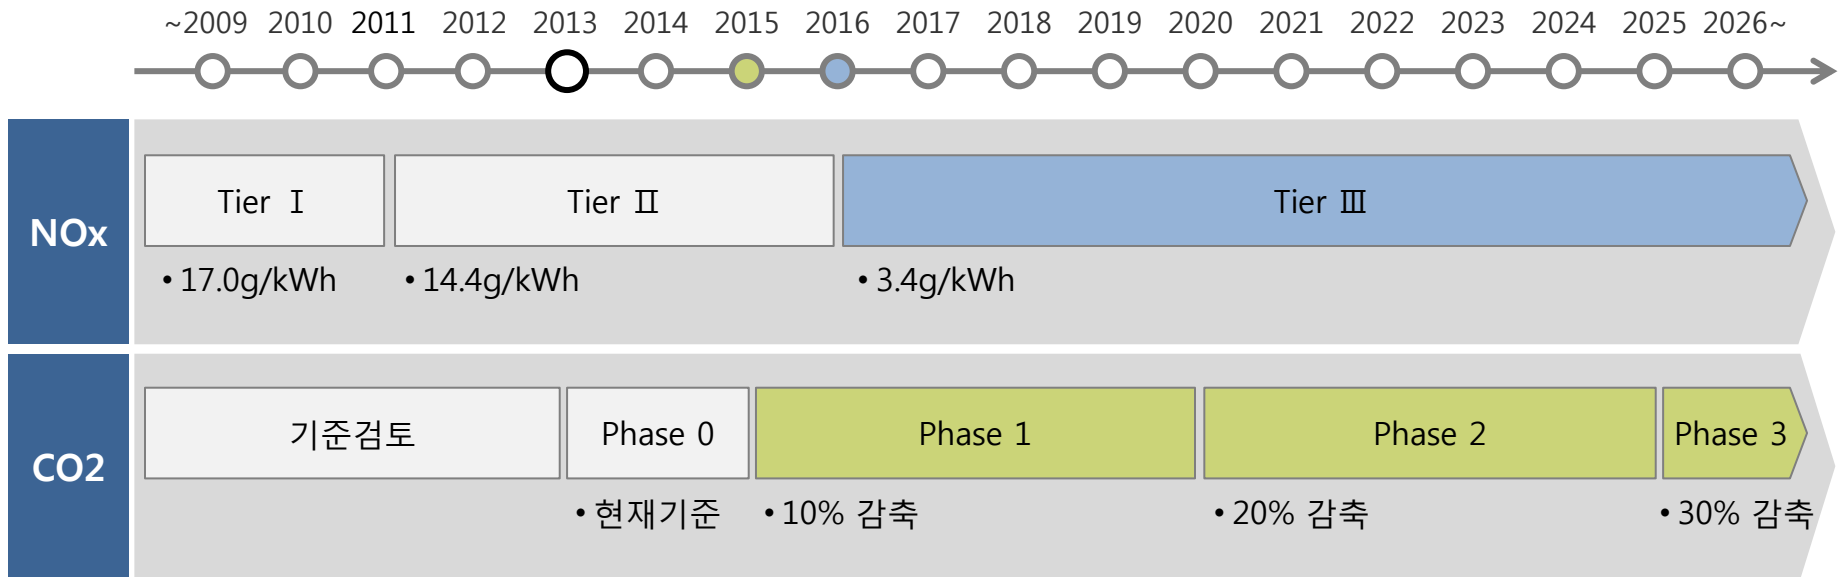 ~2009 2010 2011 2012 2013 2014 2015 2016 2017 2018 2019 2020 2021 2022 2023 2024 2025 2026~
NOx
Tier Ⅰ Tier Ⅱ Tier Ⅲ
• 17.0g/kWh • 14.4g/kWh • 3.4g/kWh
CO2
기준검토 Phase 0 Phase 1 Phase 2 Phase 3
• 현재기준 • 10% 감축 • 20% 감축 • 30% 감축